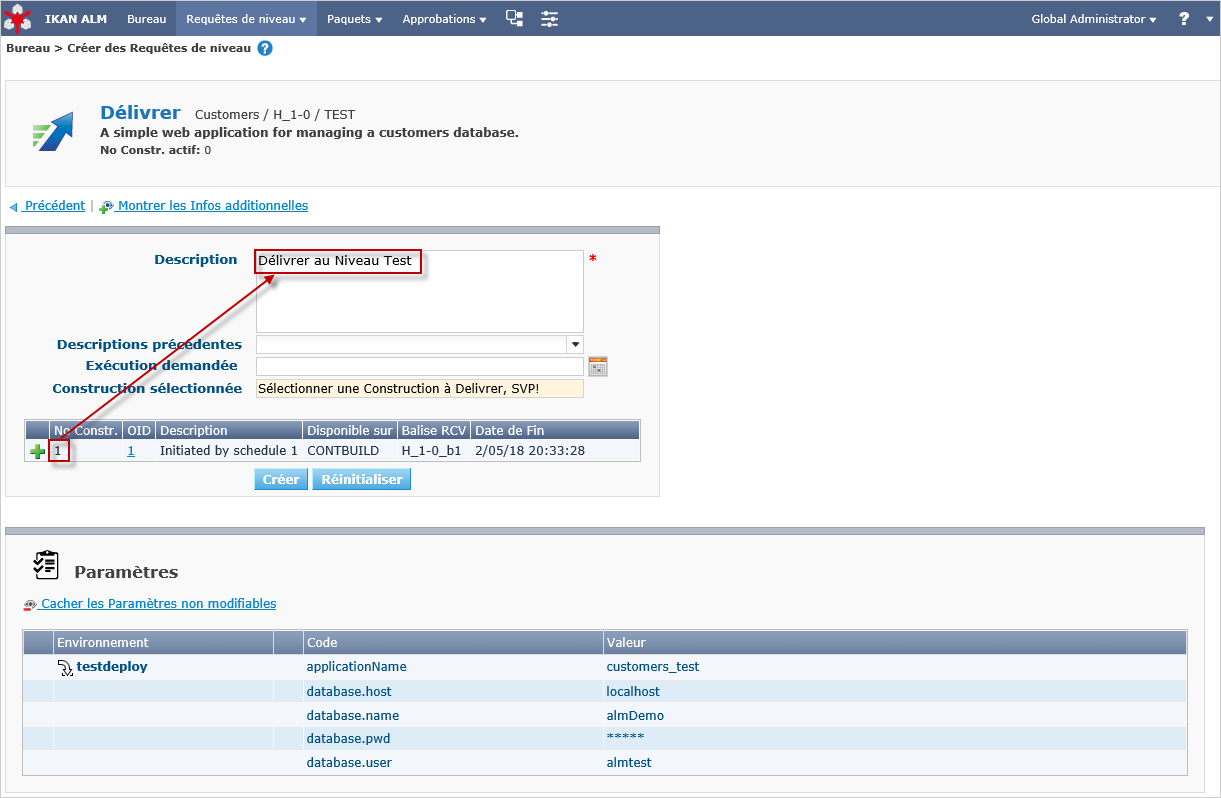 IKAN ALM Bureau Requêtes de niveau Paquets Approbations Global Administrator ?
Bureau > Créer des Requêtes de niveau ?
Délivrer Customers / H_1-0 / TEST
A simple web application for managing a customers database.
No Constr. actif: 0
Précédent | Montrer les Infos additionnelles
Description Délivrer au Niveau Test *
Descriptions précédentes
Exécution demandée
Construction sélectionnée Sélectionner une Construction à Delivrer, SVP!
No Constr. OID Description Disponible sur Balise RCV Date de Fin
1 1 Initiated by schedule 1 CONTBUILD H_1-0_b1 2/05/18 20:33:28
Créer Réinitialiser
Paramètres
Cacher les Paramètres non modifiables
Environnement Code Valeur
testdeploy applicationName customers_test
database.host localhost
database.name almDemo
database.pwd *****
database.user almtest